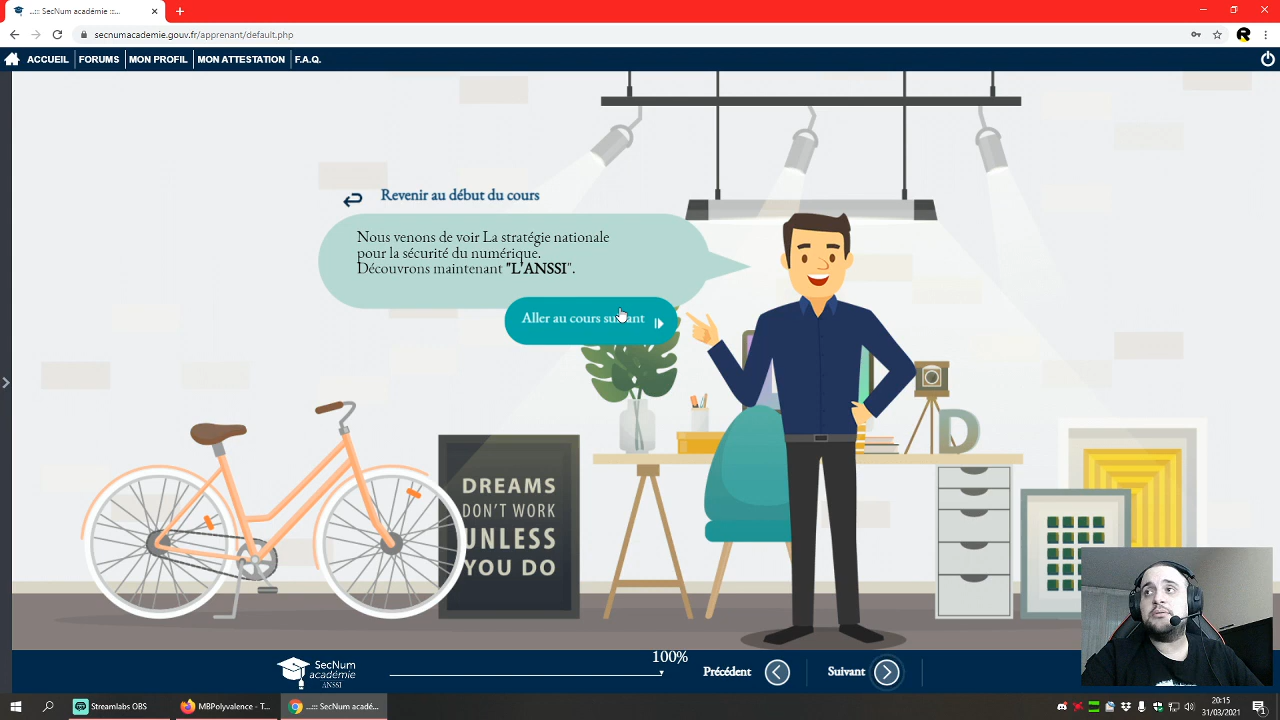 ..:: SecNum académie ::...
secnumacademie.gouv.fr/apprenant/default.php
ACCUEIL
FORUMS
MON PROFIL
MON ATTESTATION
F.A.Q.
Revenir au début du cours
Nous venons de voir La stratégie nationale
pour la sécurité du numérique.
Découvrons maintenant "L'ANSSI".
Aller au cours suivant
DREAMS
DON'T WORK
UNLESS
YOU DO
D
SecNum
académie
ANSSI
100%
Précédent
Suivant
Streamlabs OBS
MBPolyvalence - T...
..:: SecNum acadé...
20:15
31/03/2021